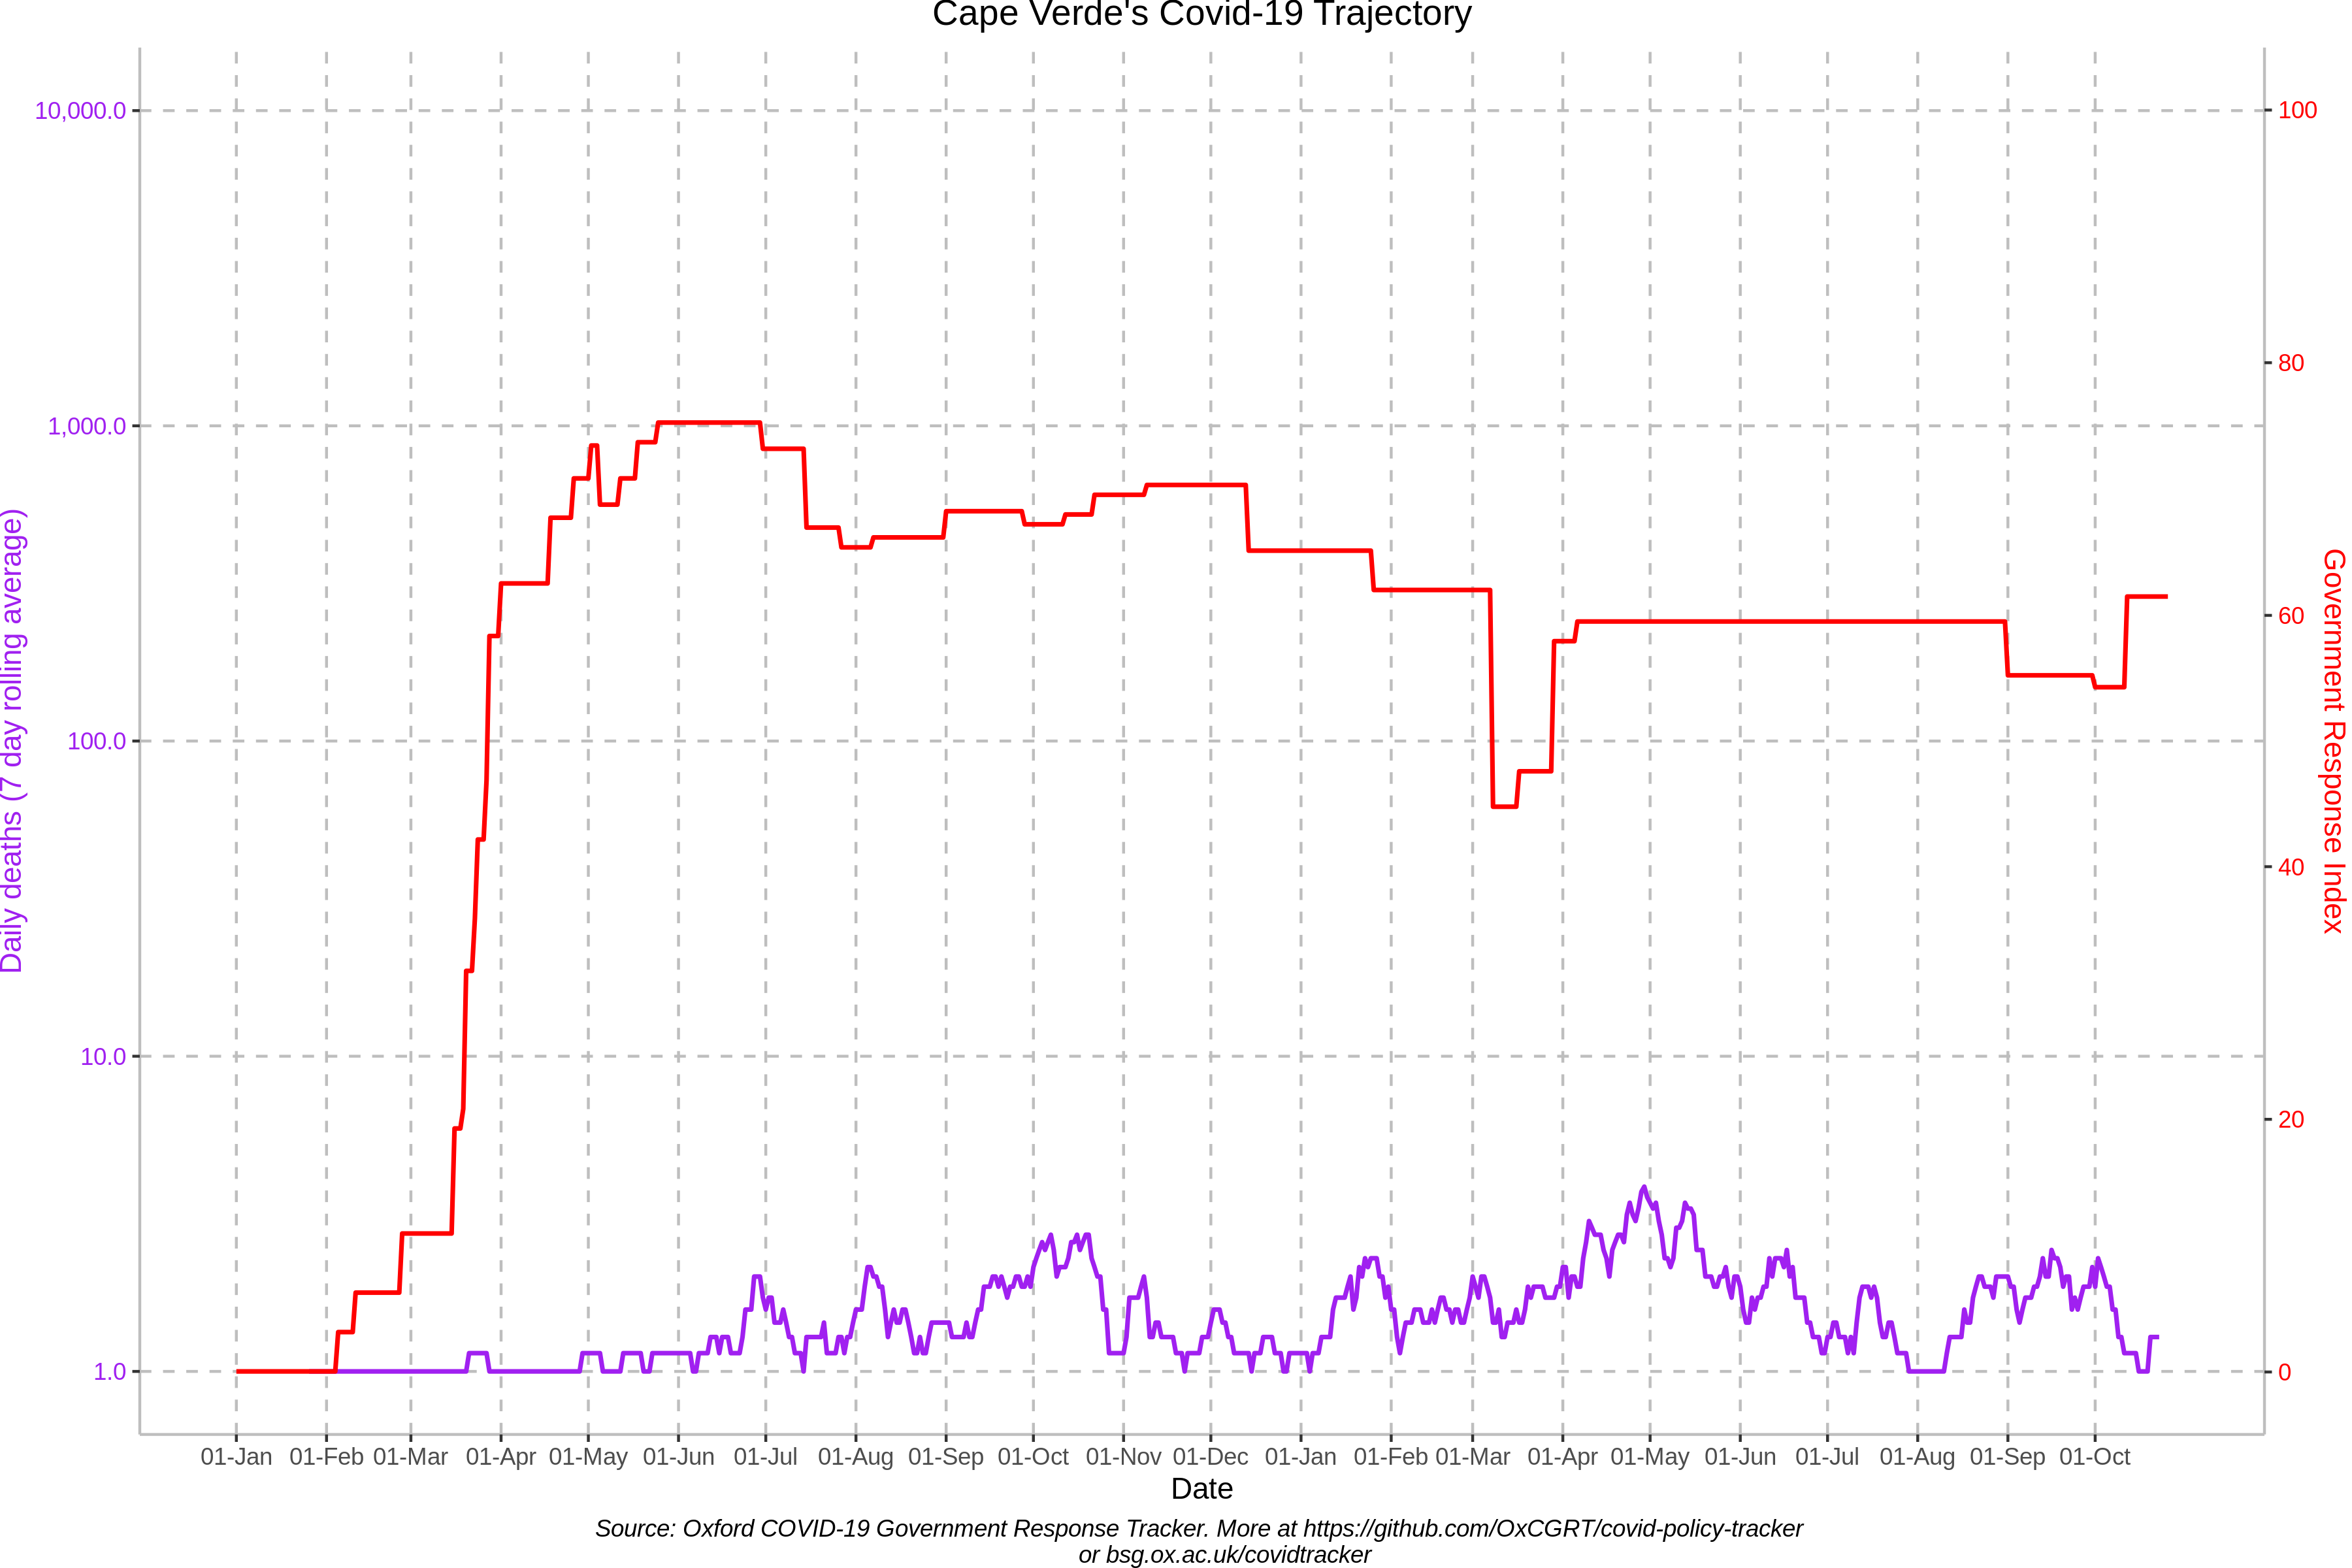 Cape Verde's Covid-19 Trajectory
Daily deaths (7 day rolling average)
10,000.0
1,000.0
100.0
10.0
1.0
100
80
60
40
20
0
Government Response Index
01-Jan 01-Feb 01-Mar 01-Apr 01-May 01-Jun 01-Jul 01-Aug 01-Sep 01-Oct 01-Nov 01-Dec 01-Jan 01-Feb 01-Mar 01-Apr 01-May 01-Jun 01-Jul 01-Aug 01-Sep 01-Oct
Date
Source: Oxford COVID-19 Government Response Tracker. More at https://github.com/OxCGRT/covid-policy-tracker
or bsg.ox.ac.uk/covidtracker